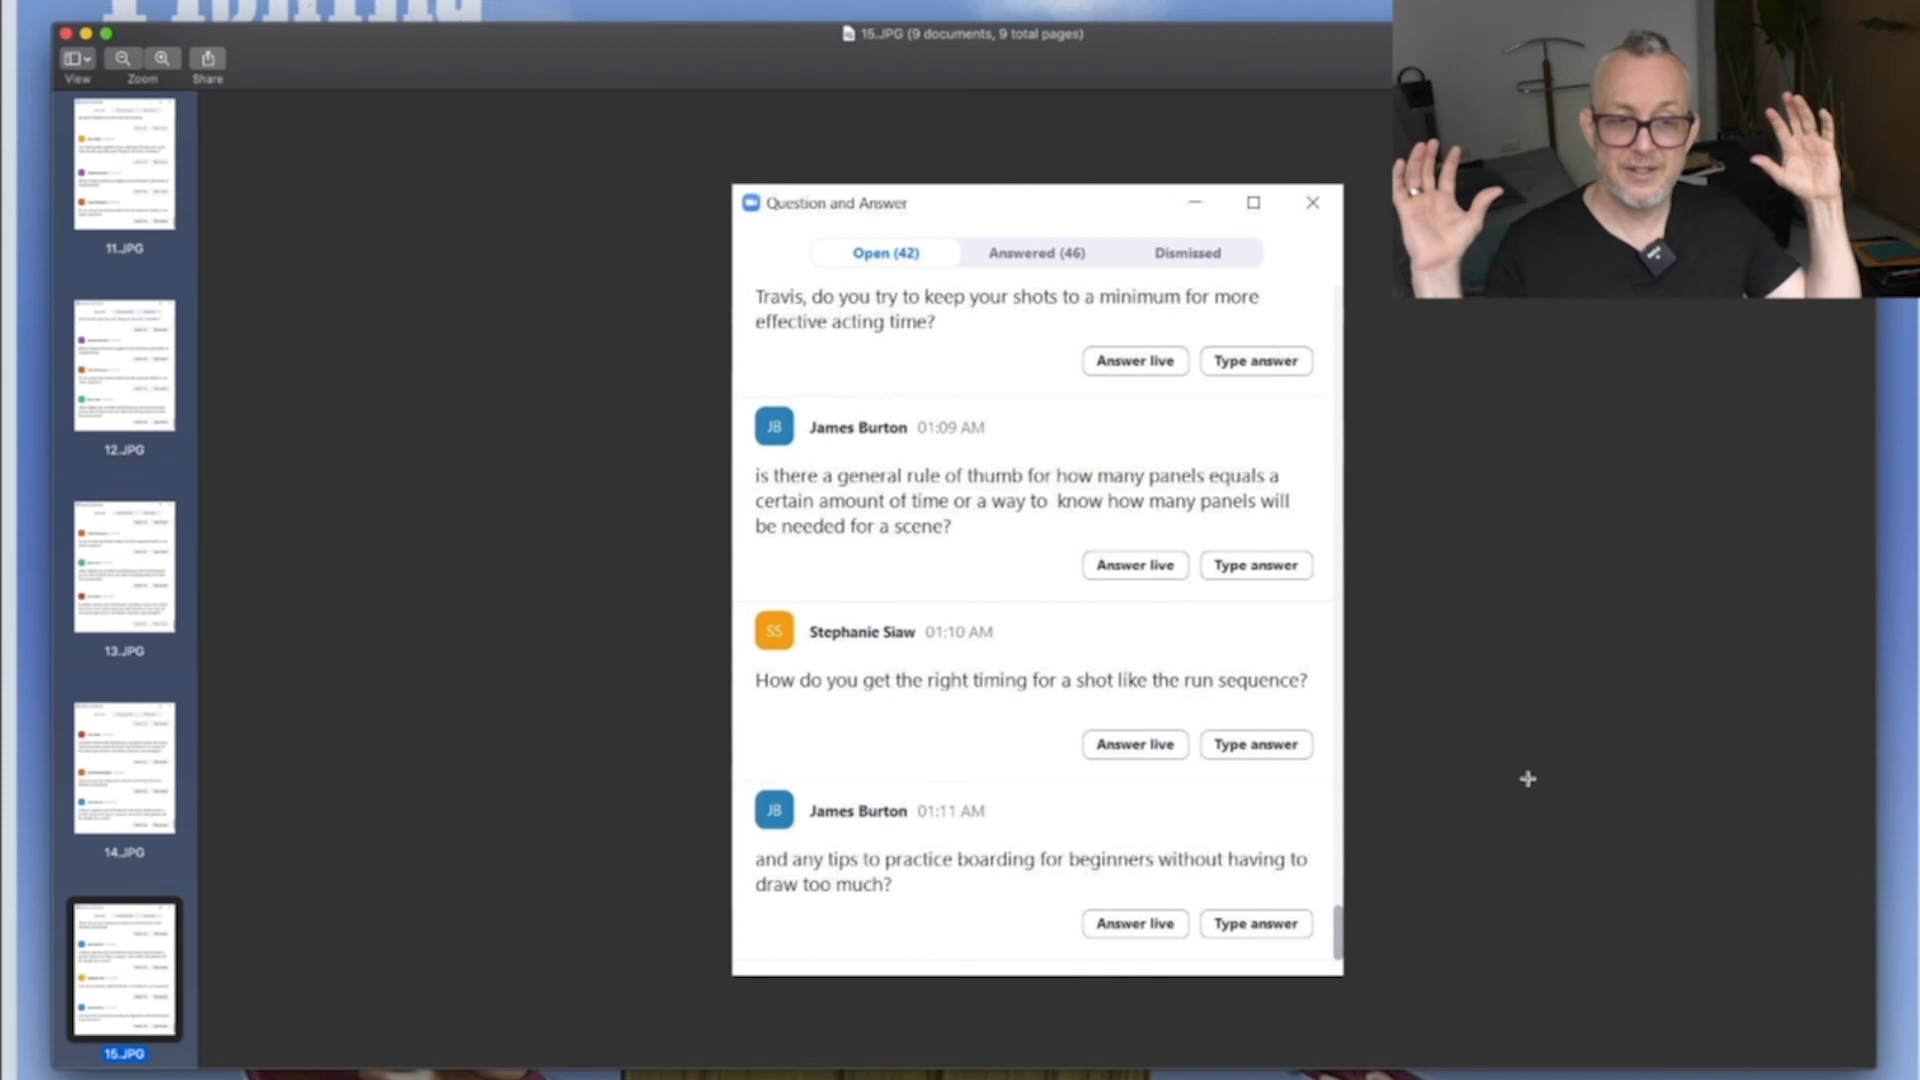 15.JPG (9 documents, 9 total pages)
View
Zoom
Share
11.JPG
12.JPG
13.JPG
14.JPG
15.JPG
Question and Answer
Open (42)
Answered (46)
Dismissed
Travis, do you try to keep your shots to a minimum for more
effective acting time?
Answer live
Type answer
JB
James Burton 01:09 AM
is there a general rule of thumb for how many panels equals a
certain amount of time or a way to know how many panels will
be needed for a scene?
Answer live
Type answer
SS
Stephanie Siaw 01:10 AM
How do you get the right timing for a shot like the run sequence?
Answer live
Type answer
JB
James Burton 01:11 AM
and any tips to practice boarding for beginners without having to
draw too much?
Answer live
Type answer